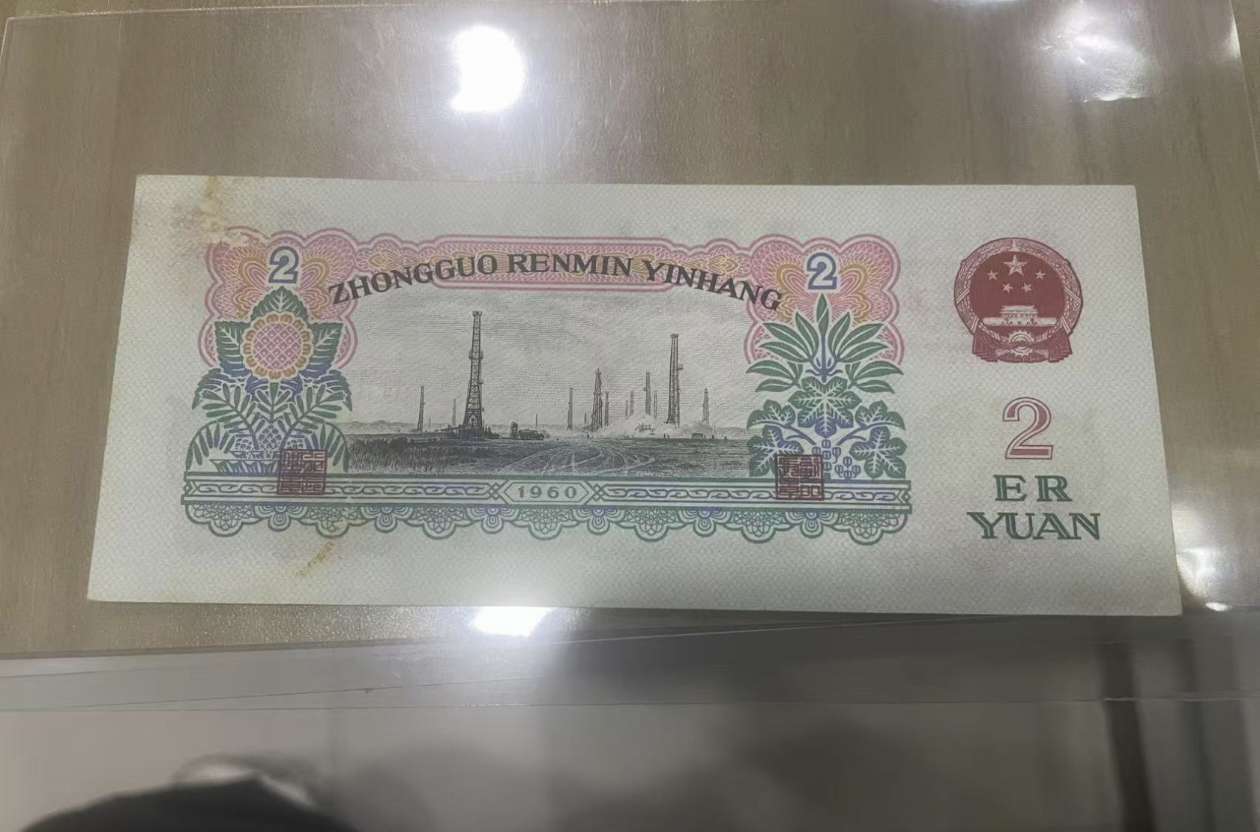 2
2
ZHONGGUO RENMIN YINHANG
1960
2
ER
YUAN